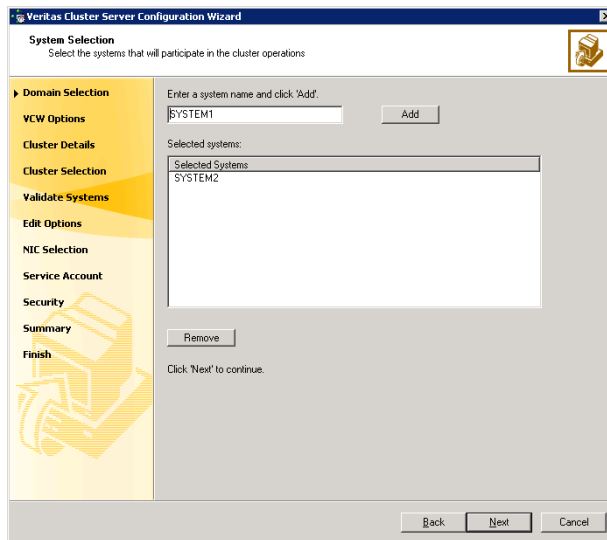 Veritas Cluster Server Configuration Wizard
System Selection
Select the systems that will participate in the cluster operations
Domain Selection
VCW Options
Cluster Details
Cluster Selection
Validate Systems
Edit Options
NIC Selection
Service Account
Security
Summary
Finish
Enter a system name and click 'Add'.
SYSTEM1
Add
Selected systems:
Selected Systems
SYSTEM2
Remove
Click 'Next' to continue.
Back
Next
Cancel